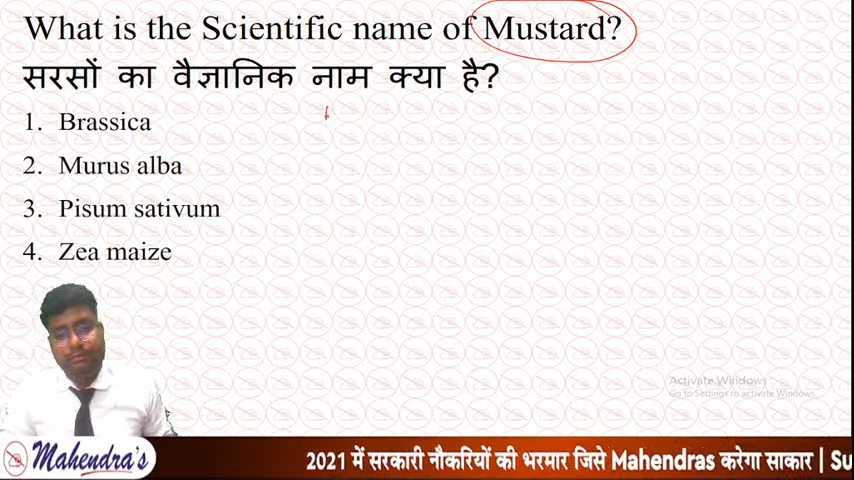 What is the Scientific name of Mustard?
सरसों का वैज्ञानिक नाम क्या है?
1. Brassica
2. Murus alba
3. Pisum sativum
4. Zea maize
Activate Windows
Go to Settings to activate Windows.
Mahendra's
2021 में सरकारी नौकरियों की भरमार जिसे Mahendras करेगा साकार | Su